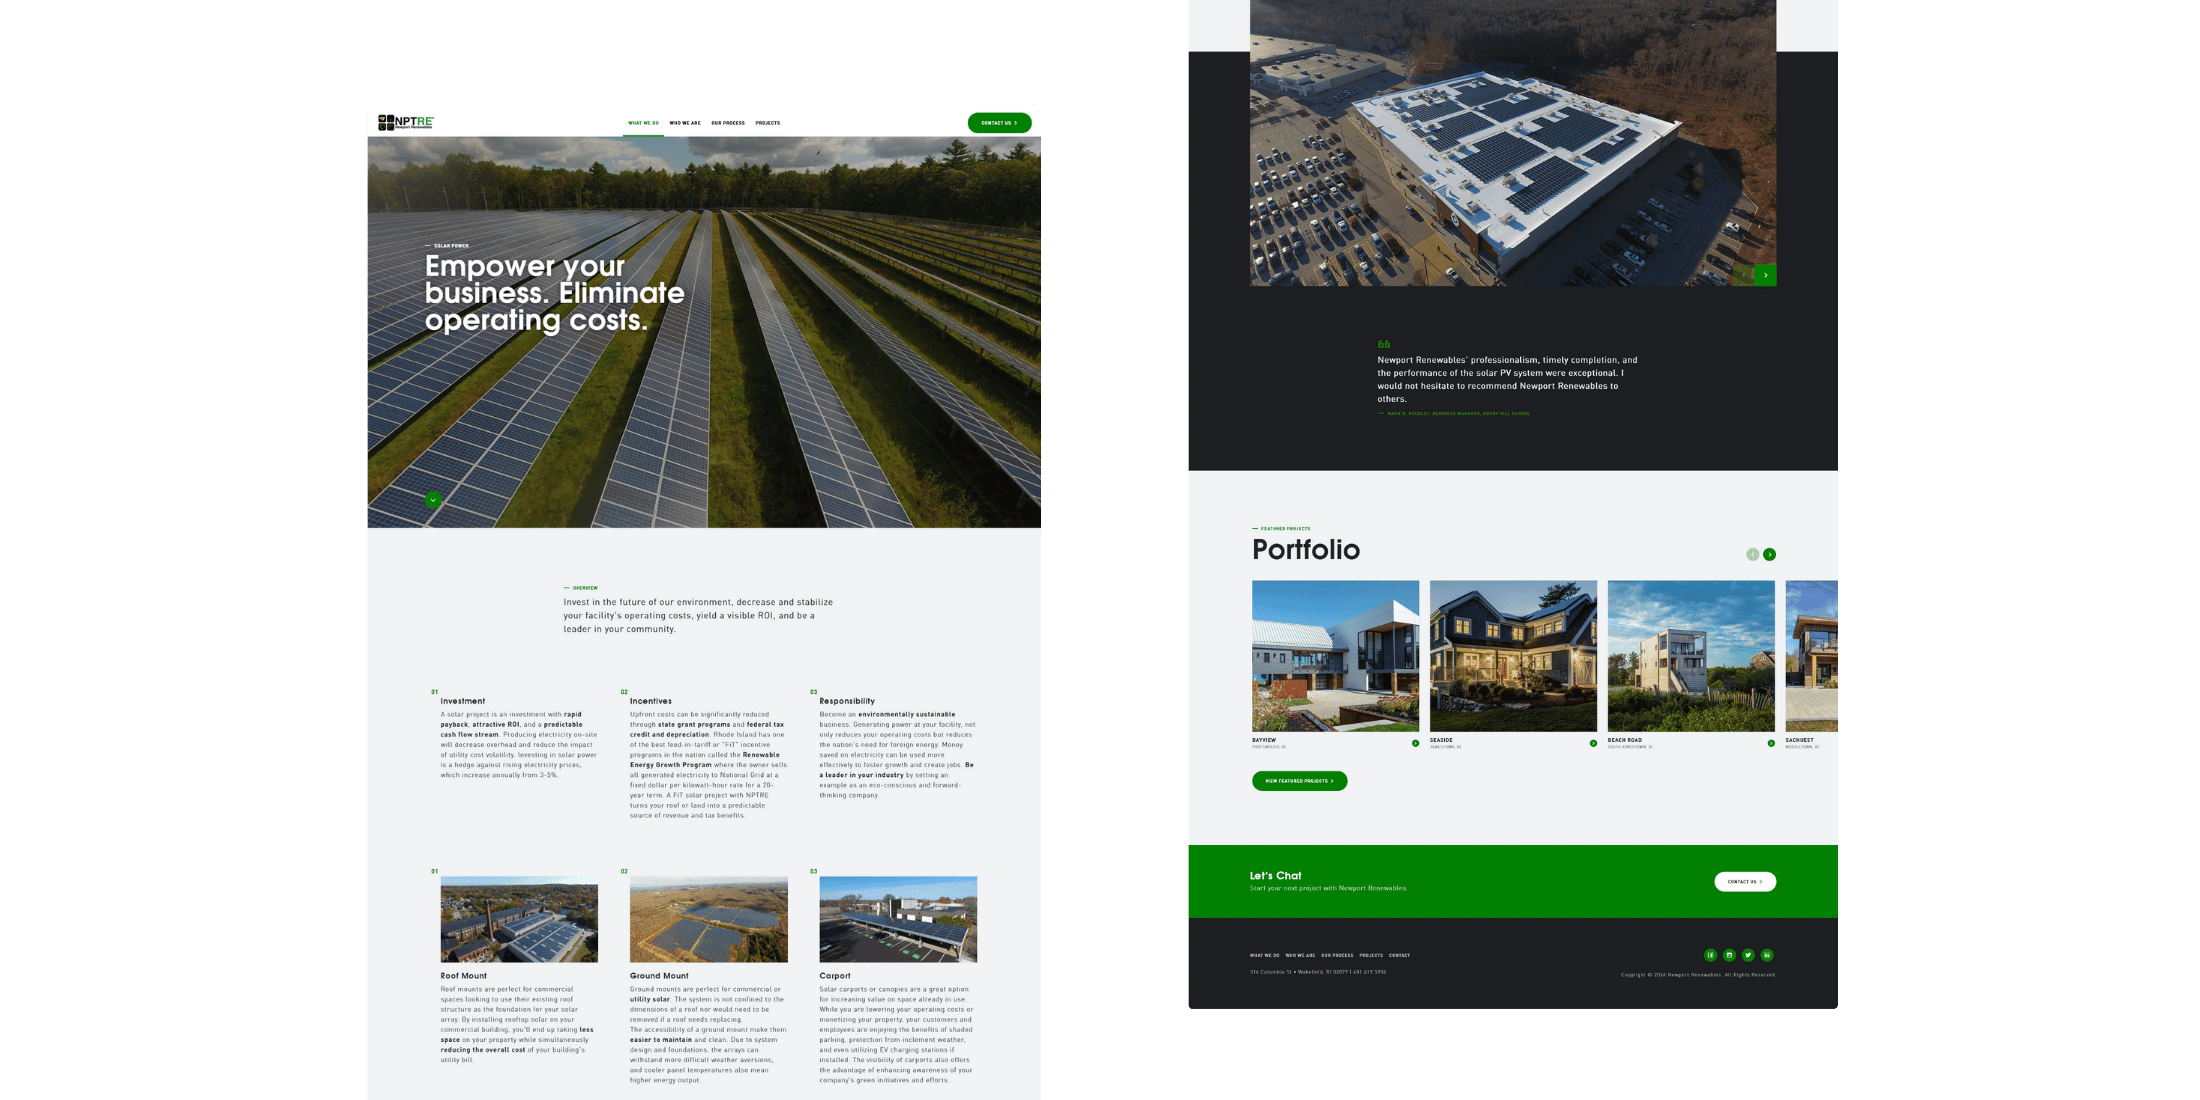 NPTRE
Newport Renewables
WHAT WE DO
WHO WE ARE
OUR PROCESS
PROJECTS
CONTACT US
SOLAR POWER
Empower your
business. Eliminate
operating costs.
OVERVIEW
Invest in the future of our environment, decrease and stabilize
your facility's operating costs, yield a visible ROI, and be a
leader in your community.
01
Investment
A solar project is an investment with rapid
payback, attractive ROI, and a predictable
cash flow stream. Producing electricity on-site
will decrease overhead and reduce the impact
of utility cost volatility. Investing in solar power
is a hedge against rising electricity prices,
which increase annually from 3-5%.
02
Incentives
Upfront costs can be significantly reduced
through state grant programs and federal tax
credit and depreciation. Rhode Island has one
of the best feed-in-tariff or "FiT" incentive
programs in the nation called the Renewable
Energy Growth Program where the owner sells
all generated electricity to National Grid at a
fixed dollar per kilowatt-hour rate for a 20-
year term. A FiT solar project with NPTRE
turns your roof or land into a predictable
source of revenue and tax benefits.
03
Responsibility
Become an environmentally sustainable
business. Generating power at your facility, not
only reduces your operating costs but reduces
the nation's need for foreign energy. Money
saved on electricity can be used more
effectively to foster growth and create jobs. Be
a leader in your industry by setting an
example as an eco-conscious and forward-
thinking company.
01
Roof Mount
Roof mounts are perfect for commercial
spaces looking to use their existing roof
structure as the foundation for your solar
array. By installing rooftop solar on your
commercial building, you'll end up taking less
space on your property while simultaneously
reducing the overall cost of your building's
utility bill.
02
Ground Mount
Ground mounts are perfect for commercial or
utility solar. The system is not confined to the
dimensions of a roof nor would need to be
removed if a roof needs replacing.
The accessibility of a ground mount make them
easier to maintain and clean. Due to system
design and foundations, the arrays can
withstand more difficult weather aversions,
and cooler panel temperatures also mean
higher energy output.
03
Carport
Solar carports or canopies are a great option
for increasing value on space already in use.
While you are lowering your operating costs or
monetizing your property, your customers and
employees are enjoying the benefits of shaded
parking, protection from inclement weather,
and even utilizing EV charging stations if
installed. The visibility of carports also offers
the advantage of enhancing awareness of your
company's green initiatives and efforts.
Newport Renewables' professionalism, timely completion, and
the performance of the solar PV system were exceptional. I
would not hesitate to recommend Newport Renewables to
others.
BUSINESS MANAGER,
FEATURED PROJECTS
Portfolio
BAYVIEW
PORTSMOUTH, RI
SEASIDE
JAMESTOWN, RI
BEACH ROAD
SOUTH KINGSTOWN, RI
SACHUEST
MIDDLETOWN, RI
VIEW FEATURED PROJECTS
Let's Chat
Start your next project with Newport Renewables.
CONTACT US
WHAT WE DO
WHO WE ARE
OUR PROCESS
PROJECTS
CONTACT
316 Columbia St • Wakefield, RI 02879 | 401 619 5906
Copyright © 2024 Newport Renewables. All Rights Reserved.